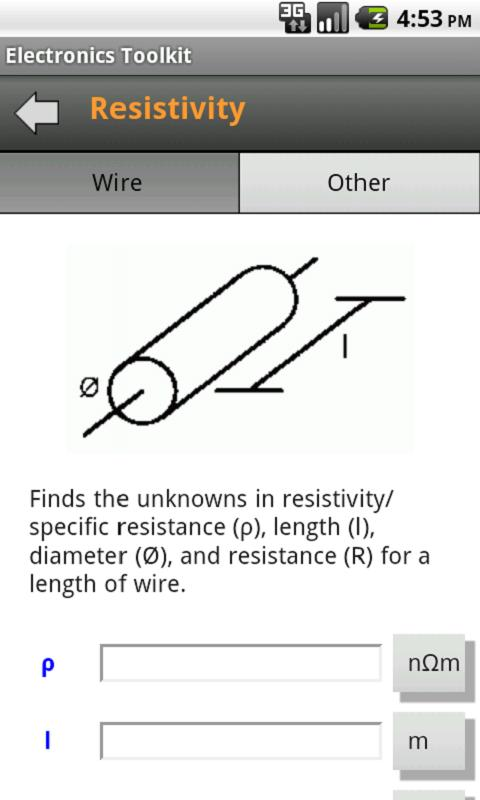 3G 4:53 PM
Electronics Toolkit
Resistivity
Wire Other
l
Ø
Finds the unknowns in resistivity/
specific resistance (ρ), length (l),
diameter (Ø), and resistance (R) for a
length of wire.
ρ nΩm
l m